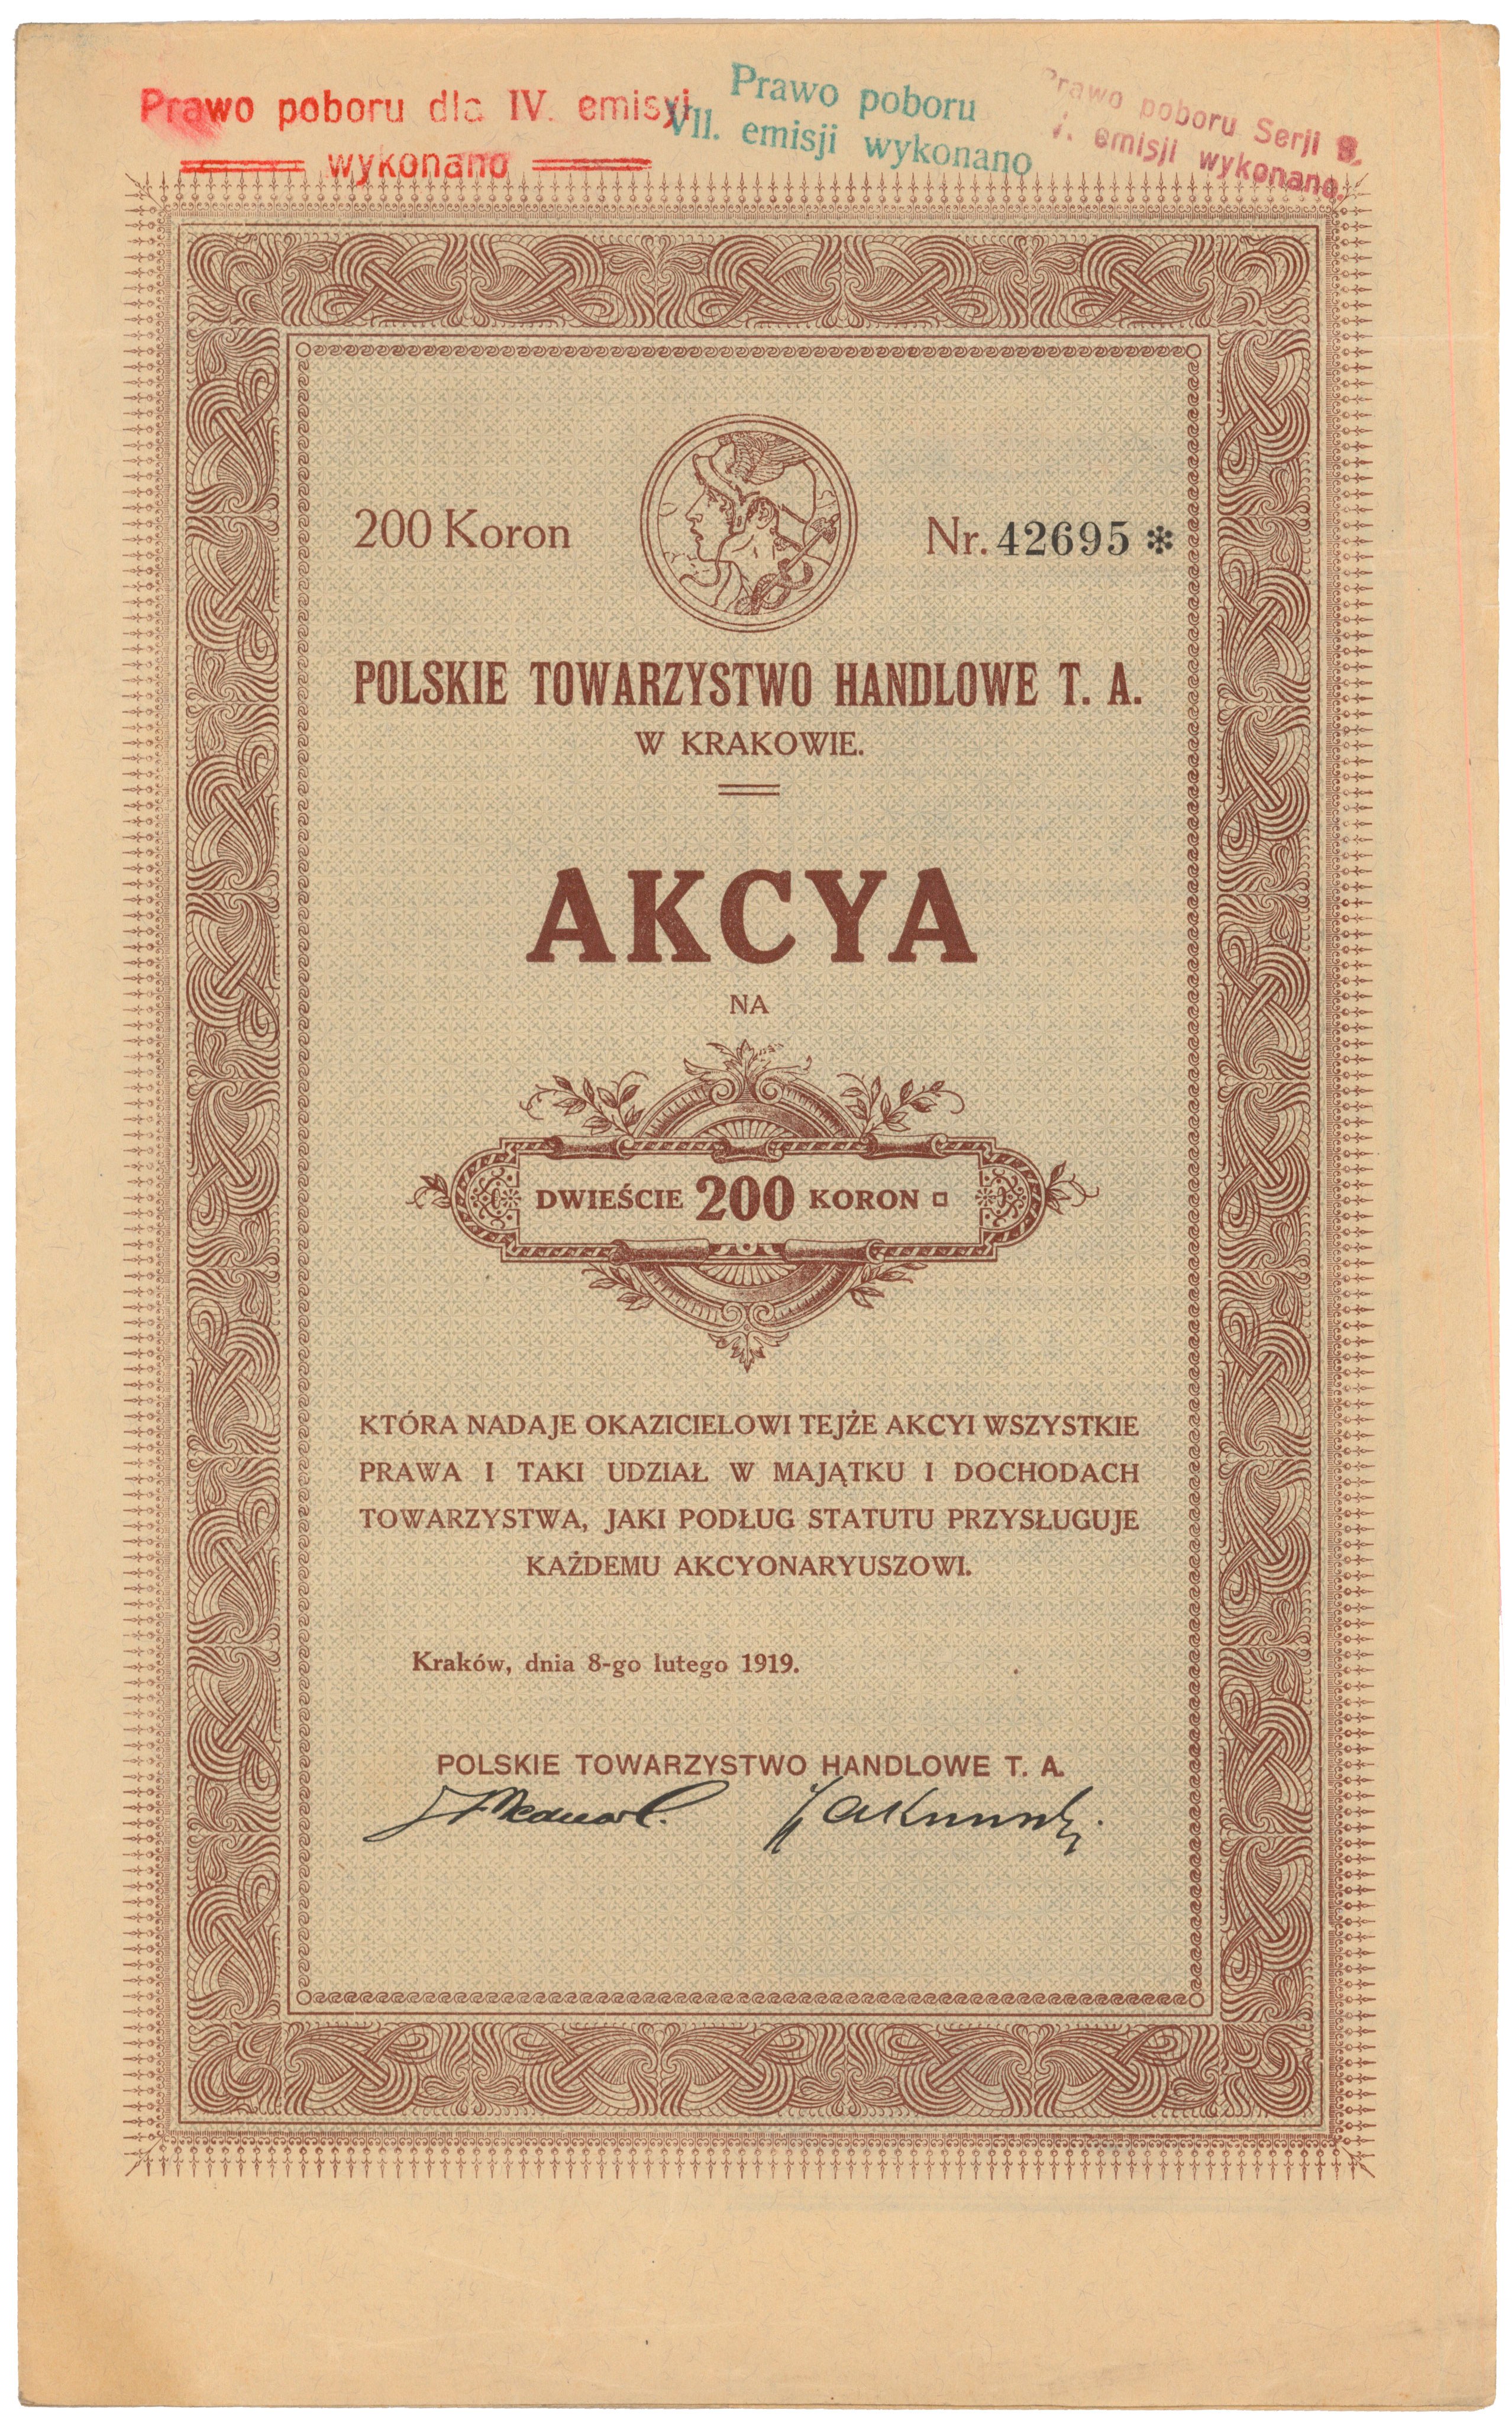 Prawo poboru dla IV. emisyi
wykonano
Prawo poboru
VII. emisji wykonano
Prawo poboru Serji
emisji wykonano.
200 Koron
Nr. 42695 *
POLSKIE TOWARZYSTWO HANDLOWE T. A.
W KRAKOWIE.
AKCYA
NA
DWIEŚCIE 200 KORON
KTÓRA NADAJE OKAZICIELOWI TEJŻE AKCYI WSZYSTKIE
PRAWA I TAKI UDZIAŁ W MAJĄTKU I DOCHODACH
TOWARZYSTWA, JAKI PODŁUG STATUTU PRZYSŁUGUJE
KAŻDEMU AKCYONARYUSZOWI.
Kraków, dnia 8-go lutego 1919.
POLSKIE TOWARZYSTWO HANDLOWE T. A.